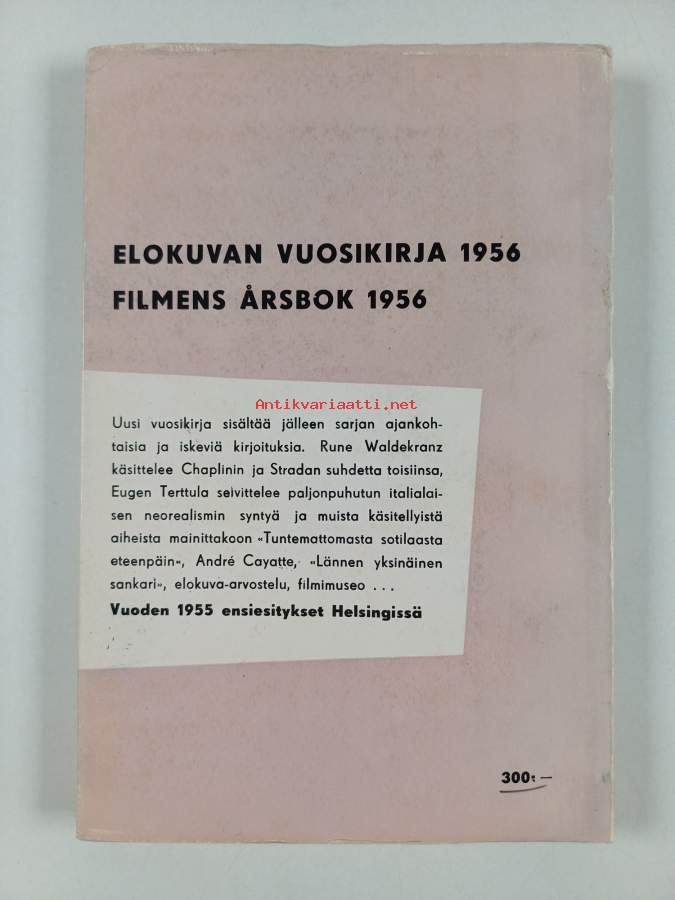 ELOKUVAN VUOSIKIRJA 1956
FILMENS ÅRSBOK 1956
Antikvariaatti.net
Uusi vuosikirja sisältää jälleen sarjan ajankoh-
taisia ja iskeviä kirjoituksia. Rune Waldekranz
käsittelee Chaplinin ja Stradan suhdetta toisiinsa,
Eugen Terttula selvittelee paljonpuhutun italialai-
sen neorealismin syntyä ja muista käsitellyistä
aiheista mainittakoon «Tuntemattomasta sotilaasta
eteenpäin», André Cayatte, «Lännen yksinäinen
sankari», elokuva-arvostelu, filmimuseo ...
Vuoden 1955 ensiesitykset Helsingissä
300:—